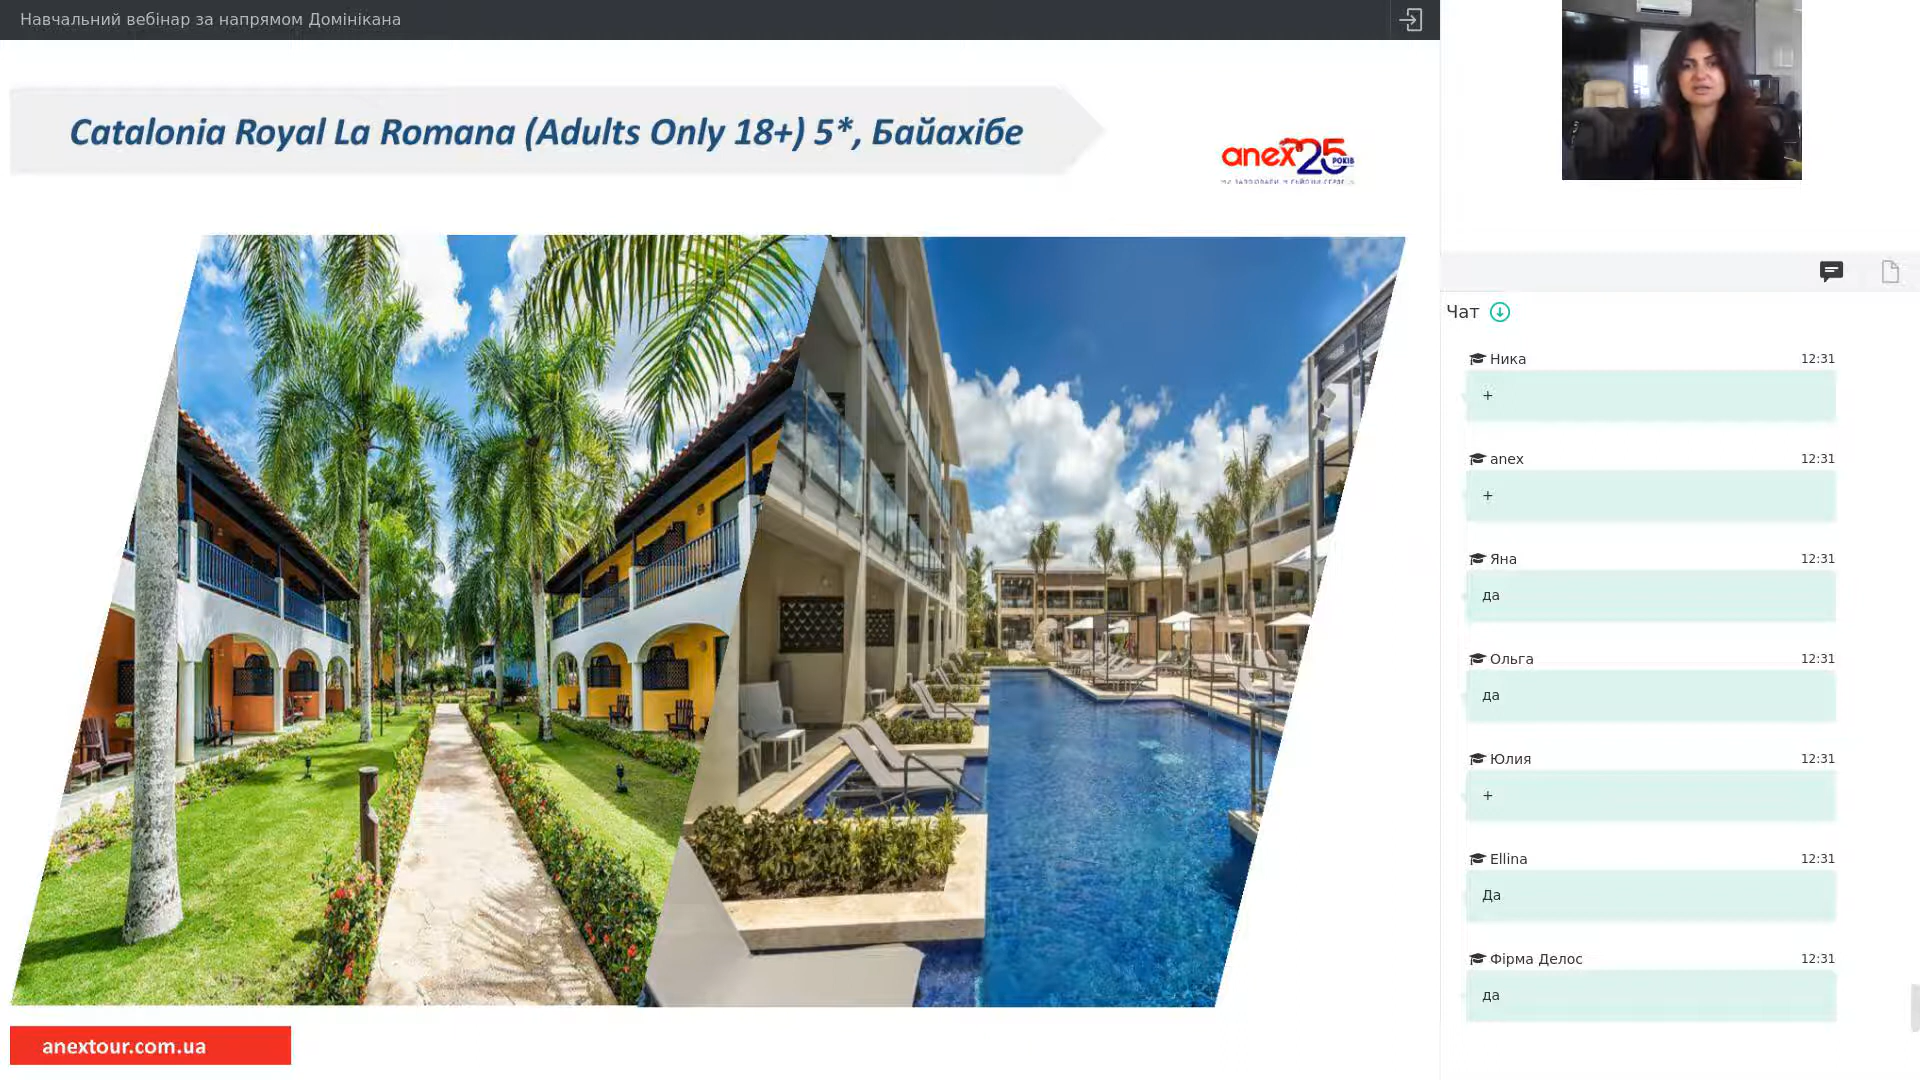 Навчальний вебінар за напрямом Домінікана
Catalonia Royal La Romana (Adults Only 18+) 5*, Байахібе
anex 25 РОКІВ
anextour.com.ua
Чат
Ника 12:31
+
anex 12:31
+
Яна 12:31
да
Ольга 12:31
да
Юлия 12:31
+
Ellina 12:31
Да
Фірма Делос 12:31
да